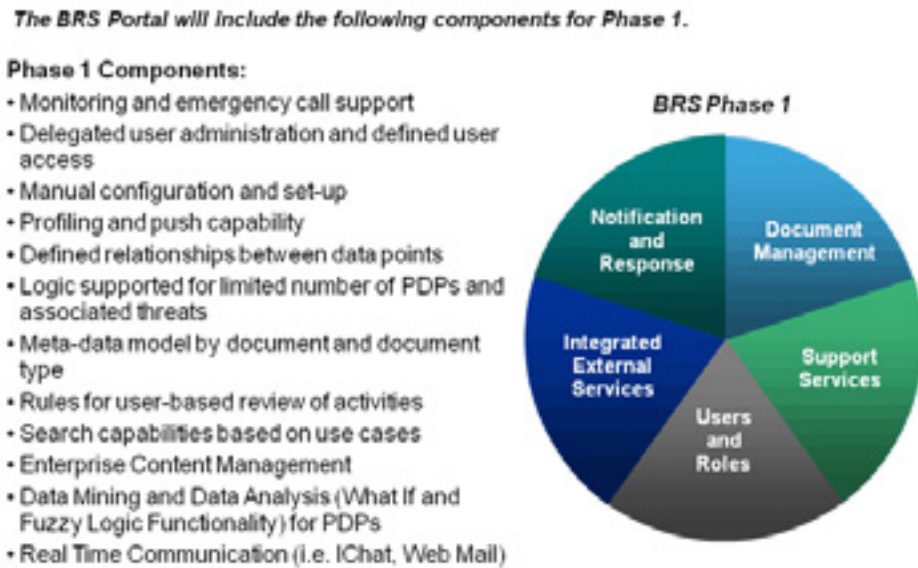 The BRS Portal will include the following components for Phase 1.
Phase 1 Components:
• Monitoring and emergency call support
• Delegated user administration and defined user
access
• Manual configuration and set-up
• Profiling and push capability
• Defined relationships between data points
• Logic supported for limited number of PDPs and
associated threats
• Meta-data model by document and document
type
• Rules for user-based review of activities
• Search capabilities based on use cases
• Enterprise Content Management
• Data Mining and Data Analysis (What If and
Fuzzy Logic Functionality) for PDPs
• Real Time Communication (i.e. IChat, Web Mail)
BRS Phase 1
Notification
and
Response
Document
Management
Integrated
External
Services
Support
Services
Users
and
Roles